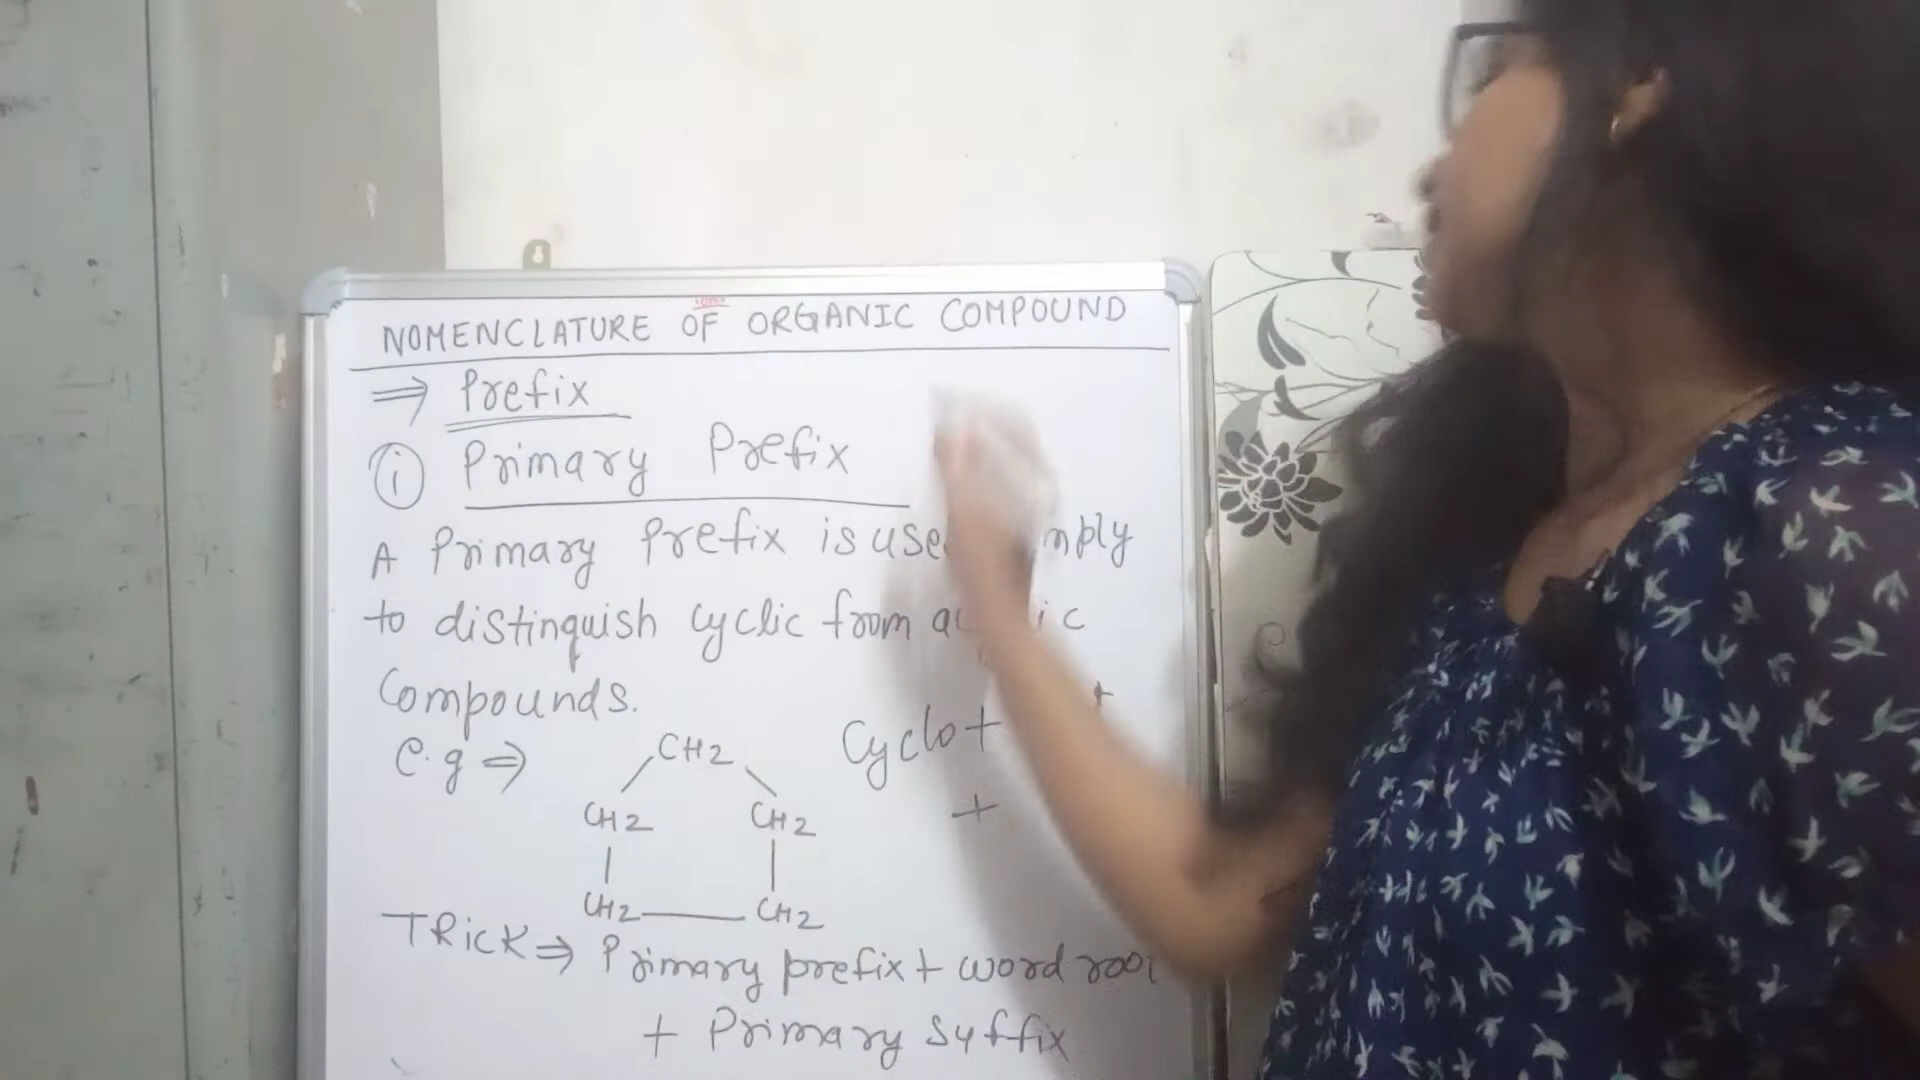 NOMENCLATURE OF ORGANIC COMPOUND
⇒ Prefix
(i) Primary Prefix
A Primary Prefix is used
to distinguish cyclic from
Compounds.
e.g ⇒
CH2
Cyclo+ +
CH2 CH2
+
CH2 CH2
TRICK ⇒ Primary prefix + word root
+ Primary Suffix